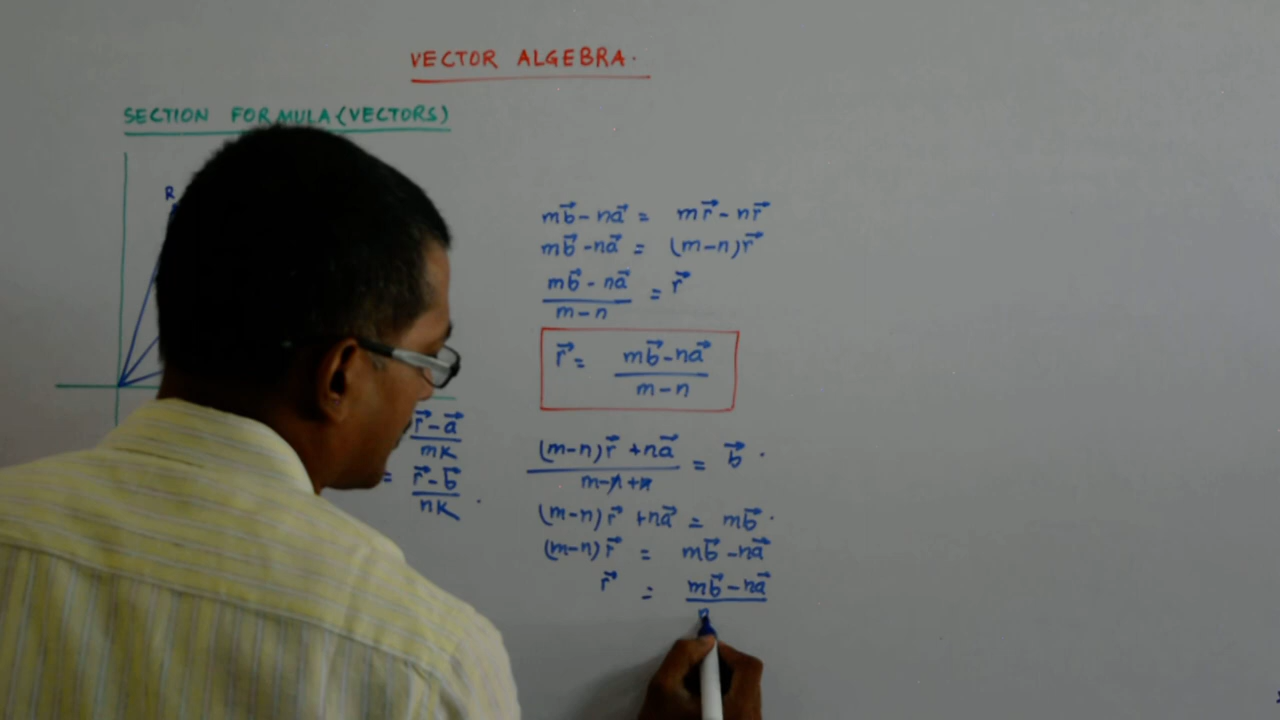 VECTOR ALGEBRA.
SECTION FORMULA (VECTORS)
R
mb⃗ - na⃗ = mr⃗ - nr⃗
mb⃗ - na⃗ = (m-n)r⃗
mb⃗ - na⃗ / m-n = r⃗
r⃗ = mb⃗ - na⃗ / m-n
r⃗ - a⃗ / mk
= r⃗ - b⃗ / nk .
(m-n)r⃗ + na⃗ / m-n+n = b⃗ .
(m-n)r⃗ + na⃗ = mb⃗ .
(m-n)r⃗ = mb⃗ - na⃗
r⃗ = mb⃗ - na⃗